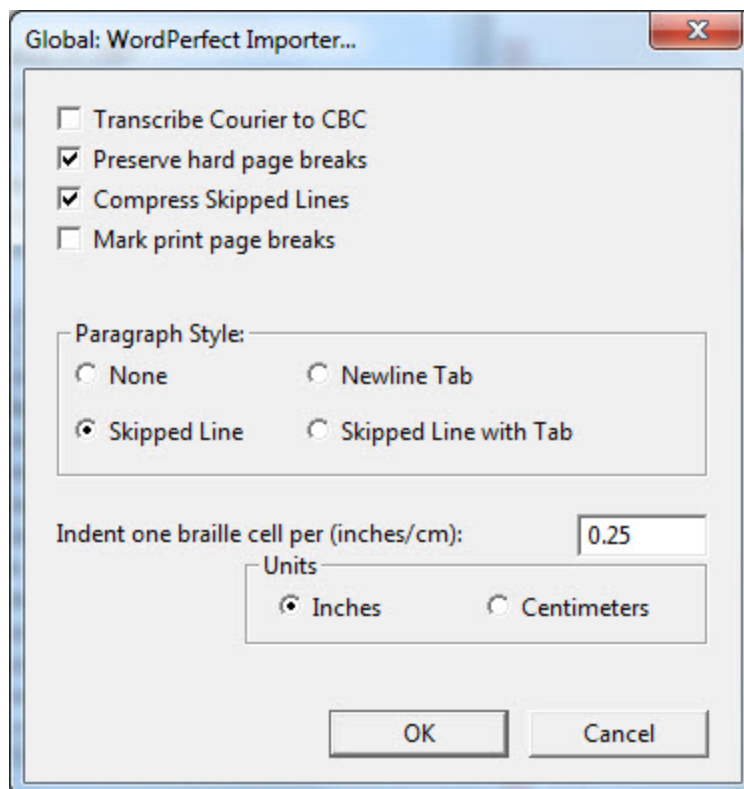 Global: WordPerfect Importer...
Transcribe Courier to CBC
Preserve hard page breaks
Compress Skipped Lines
Mark print page breaks
Paragraph Style:
None Newline Tab
Skipped Line Skipped Line with Tab
Indent one braille cell per (inches/cm): 0.25
Units
Inches Centimeters
OK Cancel